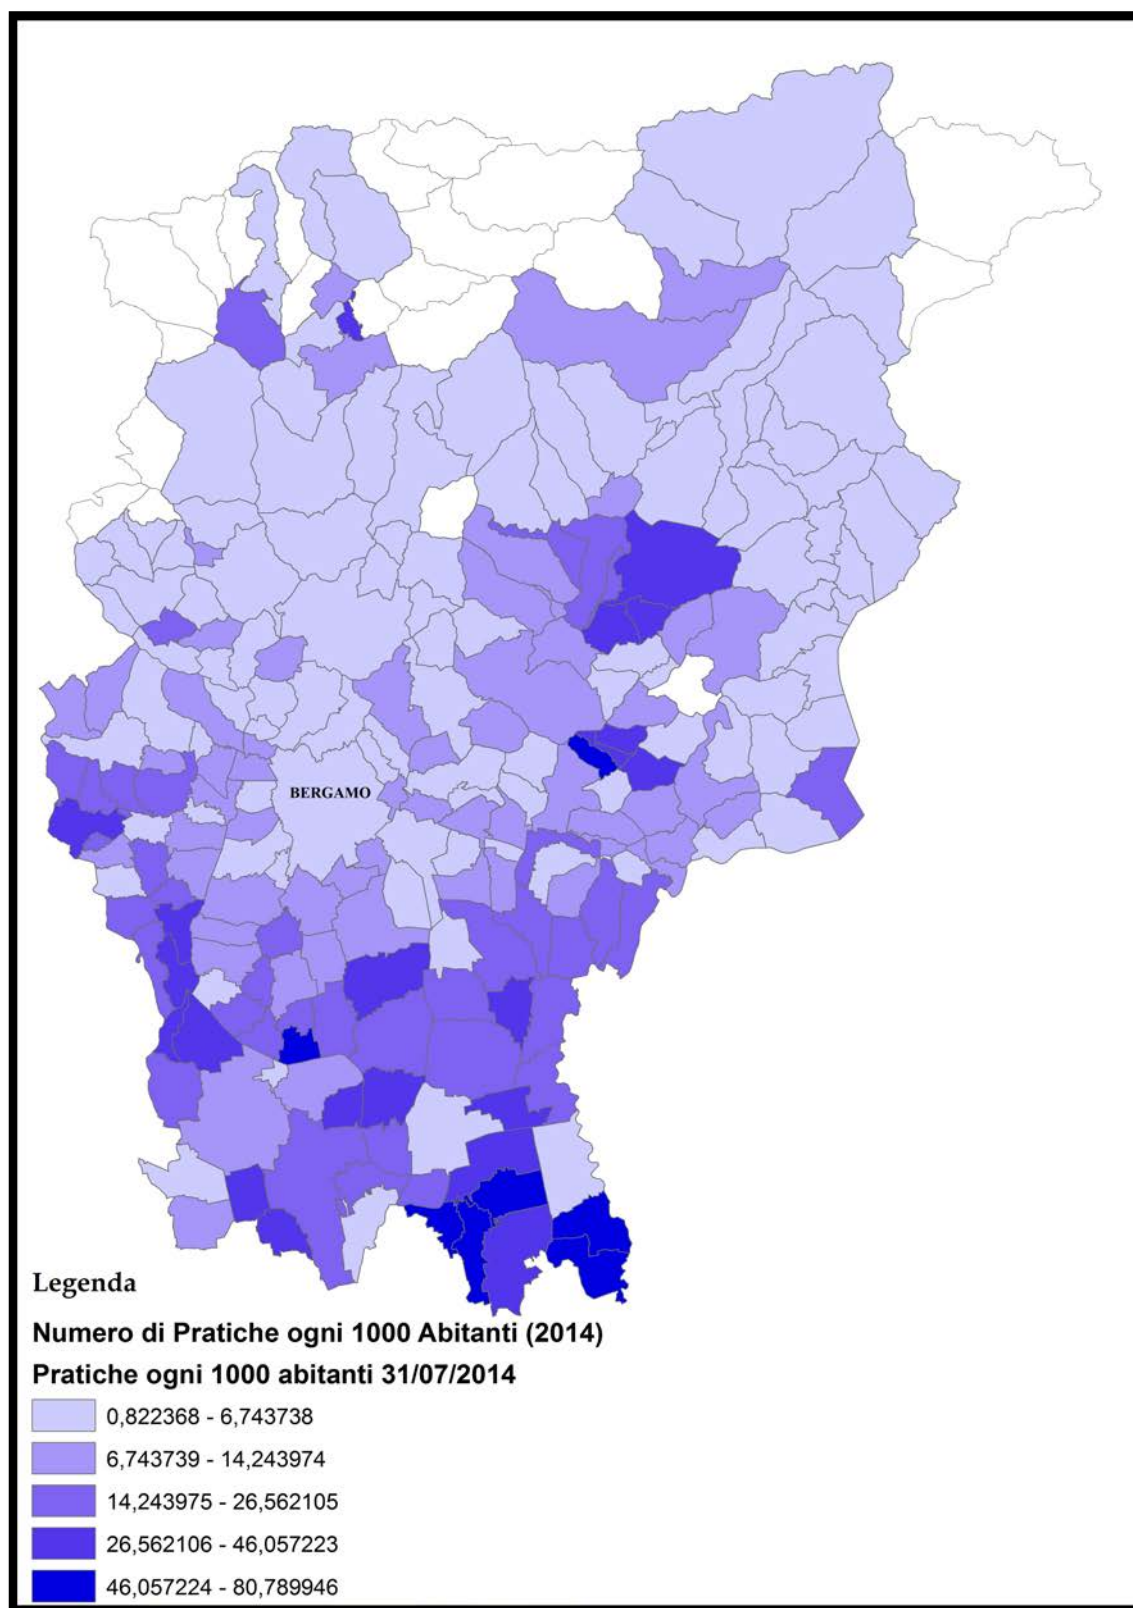 BERGAMO
Legenda
Numero di Pratiche ogni 1000 Abitanti (2014)
Pratiche ogni 1000 abitanti 31/07/2014
0,822368 - 6,743738
6,743739 - 14,243974
14,243975 - 26,562105
26,562106 - 46,057223
46,057224 - 80,789946